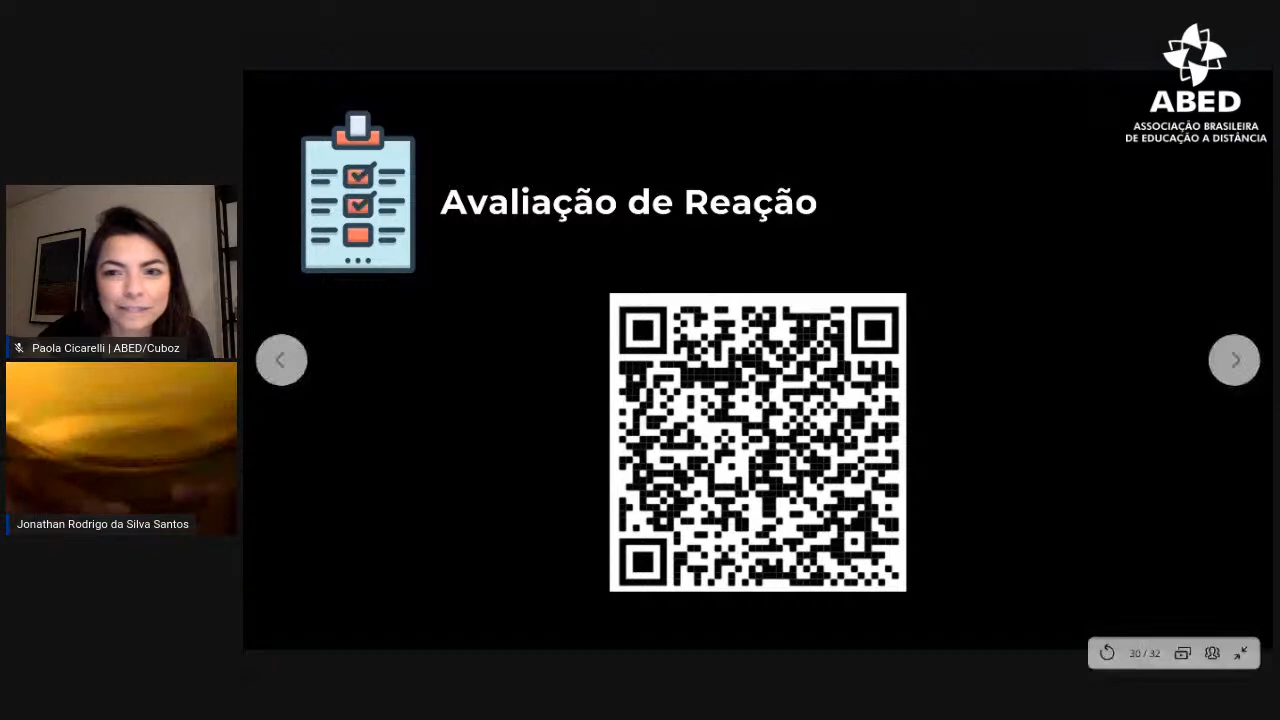 ABED
ASSOCIAÇÃO BRASILEIRA
DE EDUCAÇÃO A DISTÂNCIA
Avaliação de Reação
Paola Cicarelli | ABED/Cuboz
Jonathan Rodrigo da Silva Santos
30 / 32